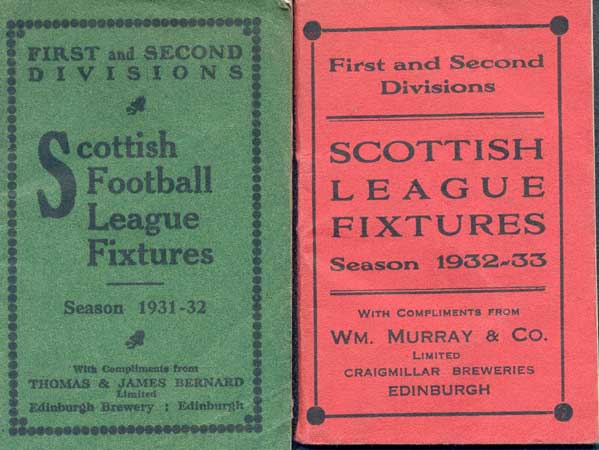 FIRST and SECOND
DIVISIONS
Scottish
Football
League
Fixtures
Season 1931-32
With Compliments from
THOMAS & JAMES BERNARD
Limited
Edinburgh Brewery : Edinburgh
First and Second
Divisions
SCOTTISH
LEAGUE
FIXTURES
Season 1932-33
WITH COMPLIMENTS FROM
WM. MURRAY & CO.
LIMITED
CRAIGMILLAR BREWERIES
EDINBURGH